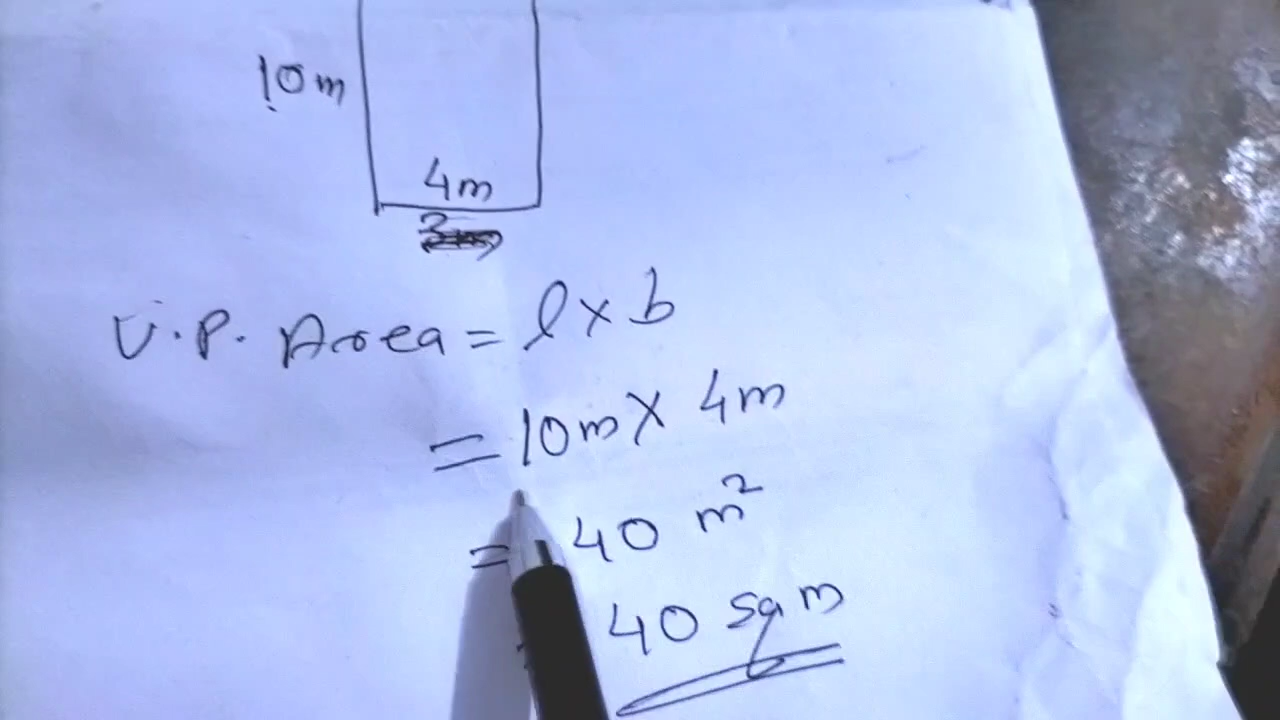 10m
4m
U.P. Area = l x b
= 10m X 4m
= 40 m²
40 sqm